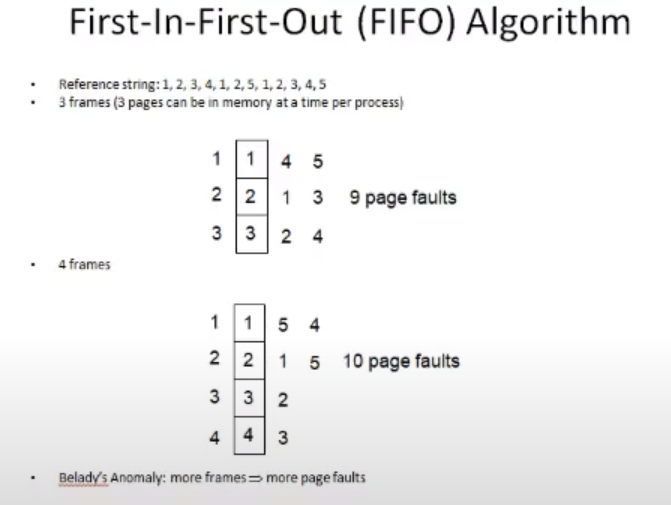 First-In-First-Out (FIFO) Algorithm
• Reference string: 1, 2, 3, 4, 1, 2, 5, 1, 2, 3, 4, 5
• 3 frames (3 pages can be in memory at a time per process)
1 1 4 5
2 2 1 3 9 page faults
3 3 2 4
• 4 frames
1 1 5 4
2 2 1 5 10 page faults
3 3 2
4 4 3
• Belady's Anomaly: more frames ⇒ more page faults